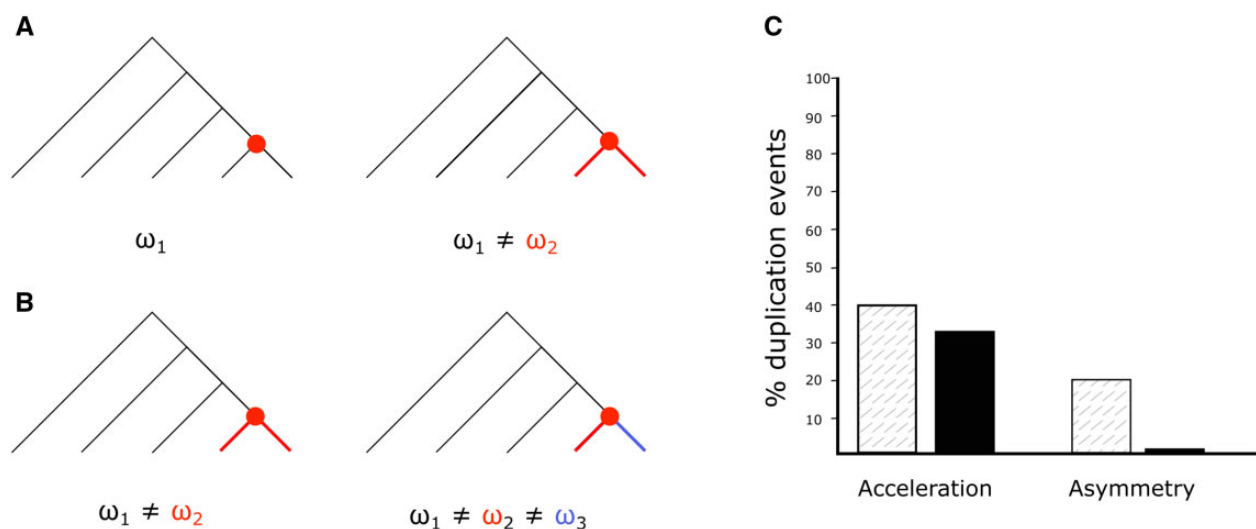 A
ω1
ω1 ≠ ω2
B
ω1 ≠ ω2
ω1 ≠ ω2 ≠ ω3
C
% duplication events
100
90
80
70
60
50
40
30
20
10
Acceleration
Asymmetry